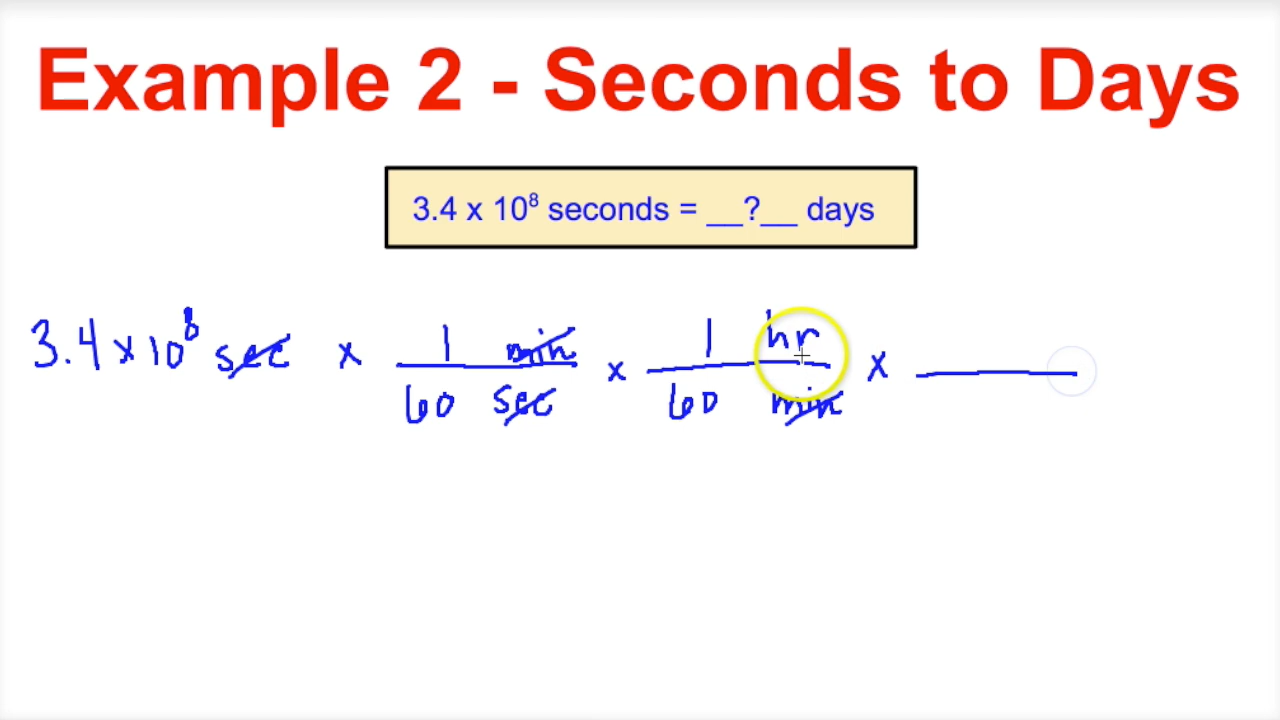 Example 2 - Seconds to Days
3.4 x 10⁸ seconds = __?__ days
3.4 x 10⁸ sec x 1 min / 60 sec x 1 hr / 60 min x